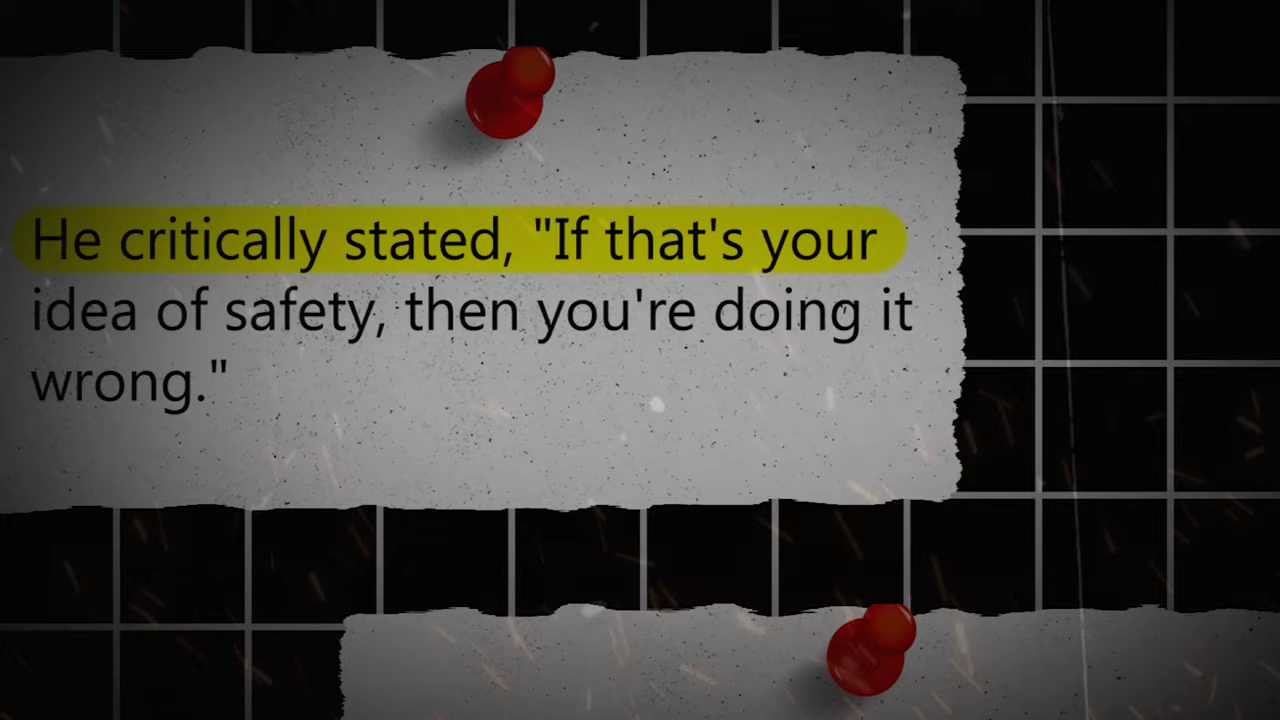 He critically stated, "If that's your
idea of safety, then you're doing it
wrong."